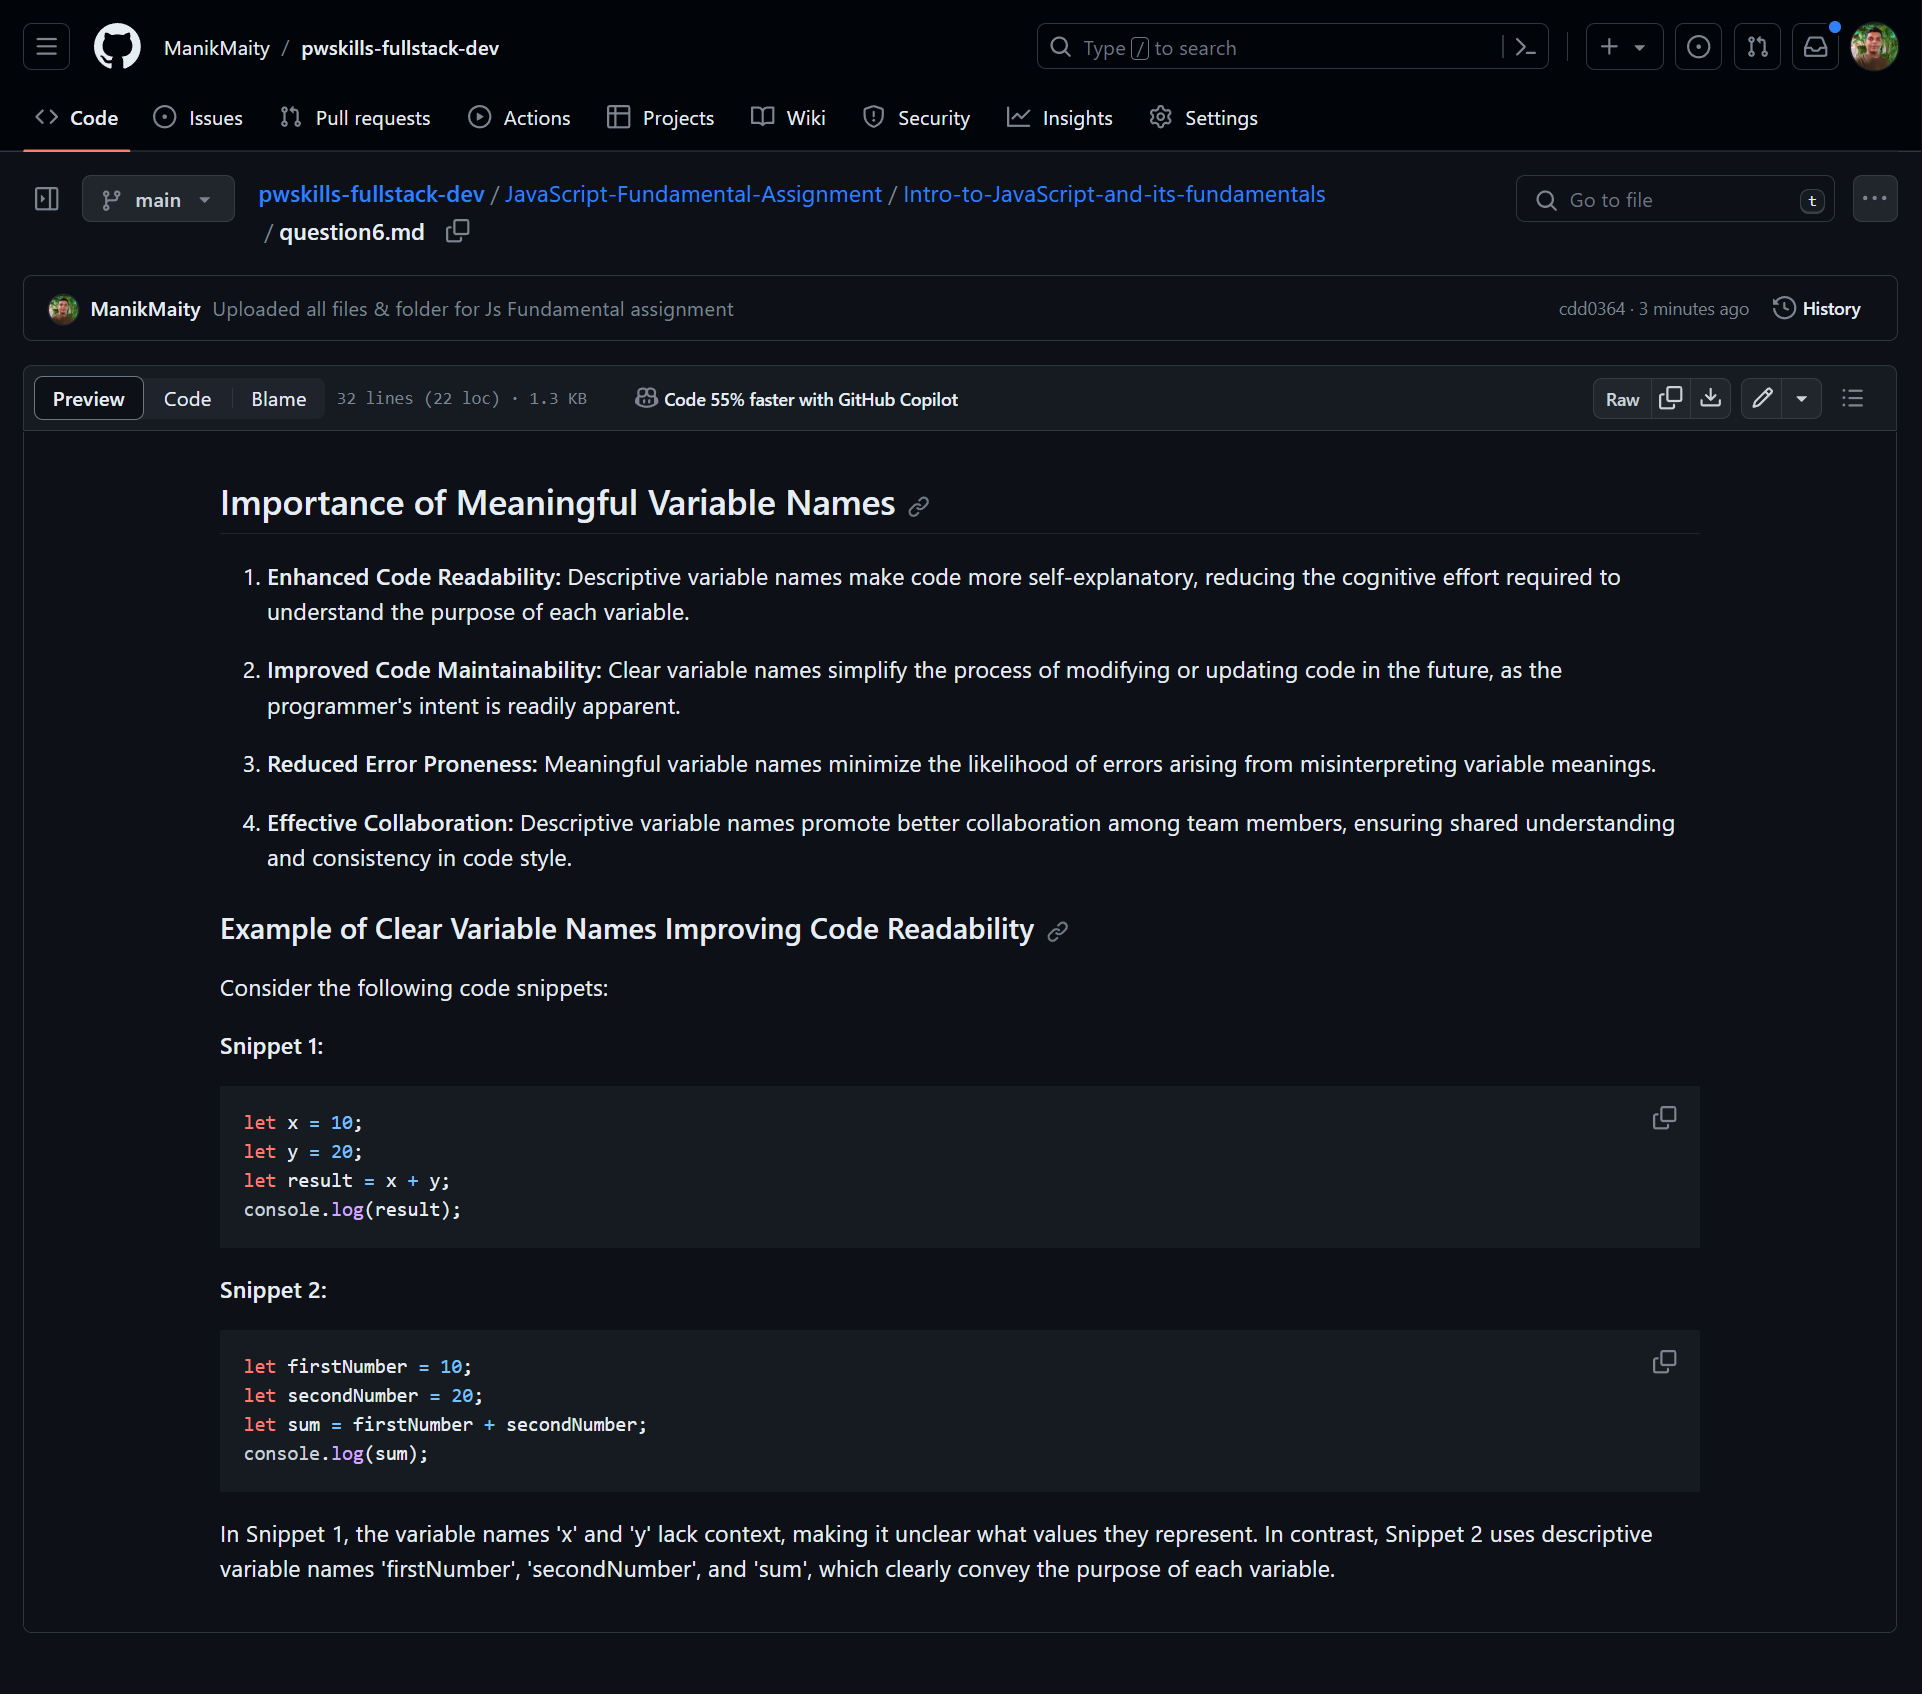 ManikMaity / pwskills-fullstack-dev
Type / to search
Code Issues Pull requests Actions Projects Wiki Security Insights Settings
main
pwskills-fullstack-dev / JavaScript-Fundamental-Assignment / Intro-to-JavaScript-and-its-fundamentals
/ question6.md
Go to file t
ManikMaity Uploaded all files & folder for Js Fundamental assignment cdd0364 · 3 minutes ago History
Preview Code Blame 32 lines (22 loc) · 1.3 KB Code 55% faster with GitHub Copilot Raw
Importance of Meaningful Variable Names
1. Enhanced Code Readability: Descriptive variable names make code more self-explanatory, reducing the cognitive effort required to
understand the purpose of each variable.
2. Improved Code Maintainability: Clear variable names simplify the process of modifying or updating code in the future, as the
programmer's intent is readily apparent.
3. Reduced Error Proneness: Meaningful variable names minimize the likelihood of errors arising from misinterpreting variable meanings.
4. Effective Collaboration: Descriptive variable names promote better collaboration among team members, ensuring shared understanding
and consistency in code style.
Example of Clear Variable Names Improving Code Readability
Consider the following code snippets:
Snippet 1:
let x = 10;
let y = 20;
let result = x + y;
console.log(result);
Snippet 2:
let firstNumber = 10;
let secondNumber = 20;
let sum = firstNumber + secondNumber;
console.log(sum);
In Snippet 1, the variable names 'x' and 'y' lack context, making it unclear what values they represent. In contrast, Snippet 2 uses descriptive
variable names 'firstNumber', 'secondNumber', and 'sum', which clearly convey the purpose of each variable.